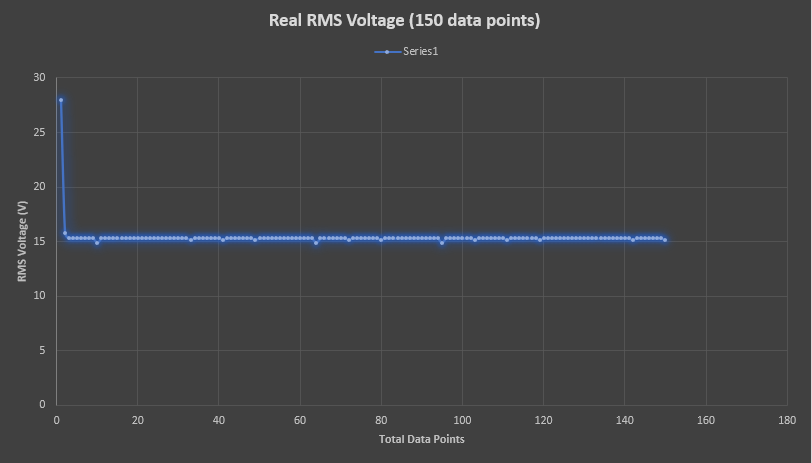 Real RMS Voltage (150 data points)
Series1
30
25
20
15
10
5
0
RMS Voltage (V)
0 20 40 60 80 100 120 140 160 180
Total Data Points